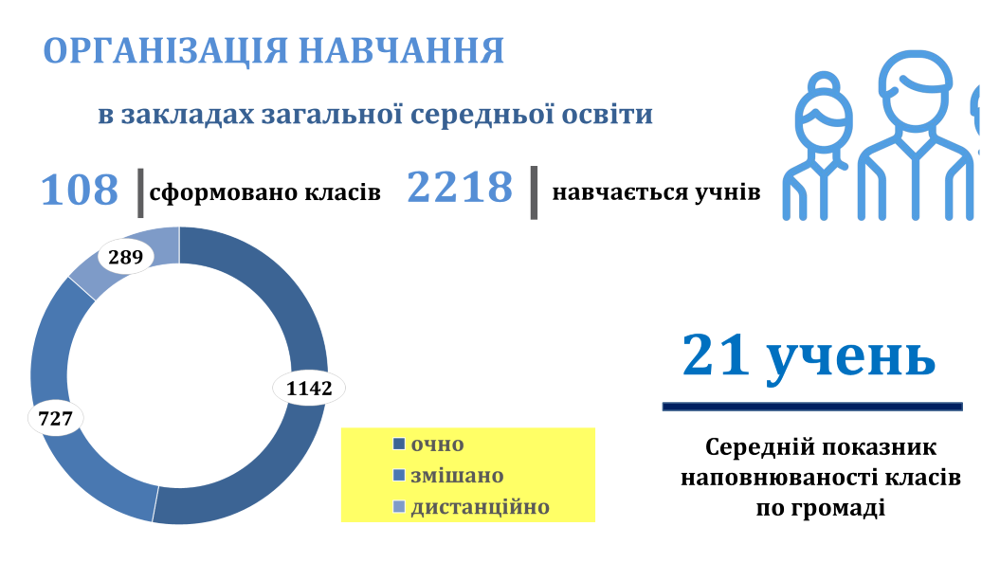 ОРГАНІЗАЦІЯ НАВЧАННЯ
в закладах загальної середньої освіти
108 сформовано класів 2218 навчається учнів
289
1142
727
очно
змішано
дистанційно
21 учень
Середній показник
наповнюваності класів
по громаді